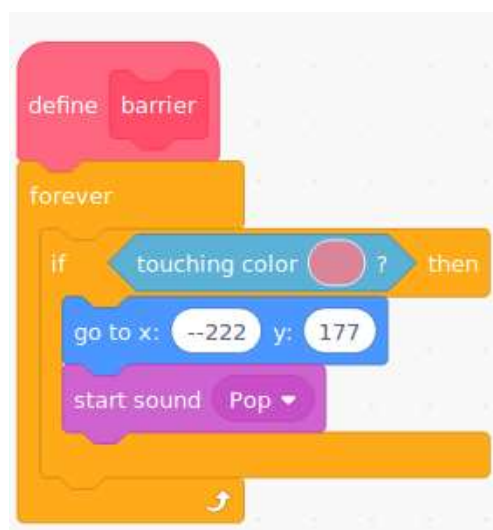 define barrier
forever
if touching color ? then
go to x: --222 y: 177
start sound Pop